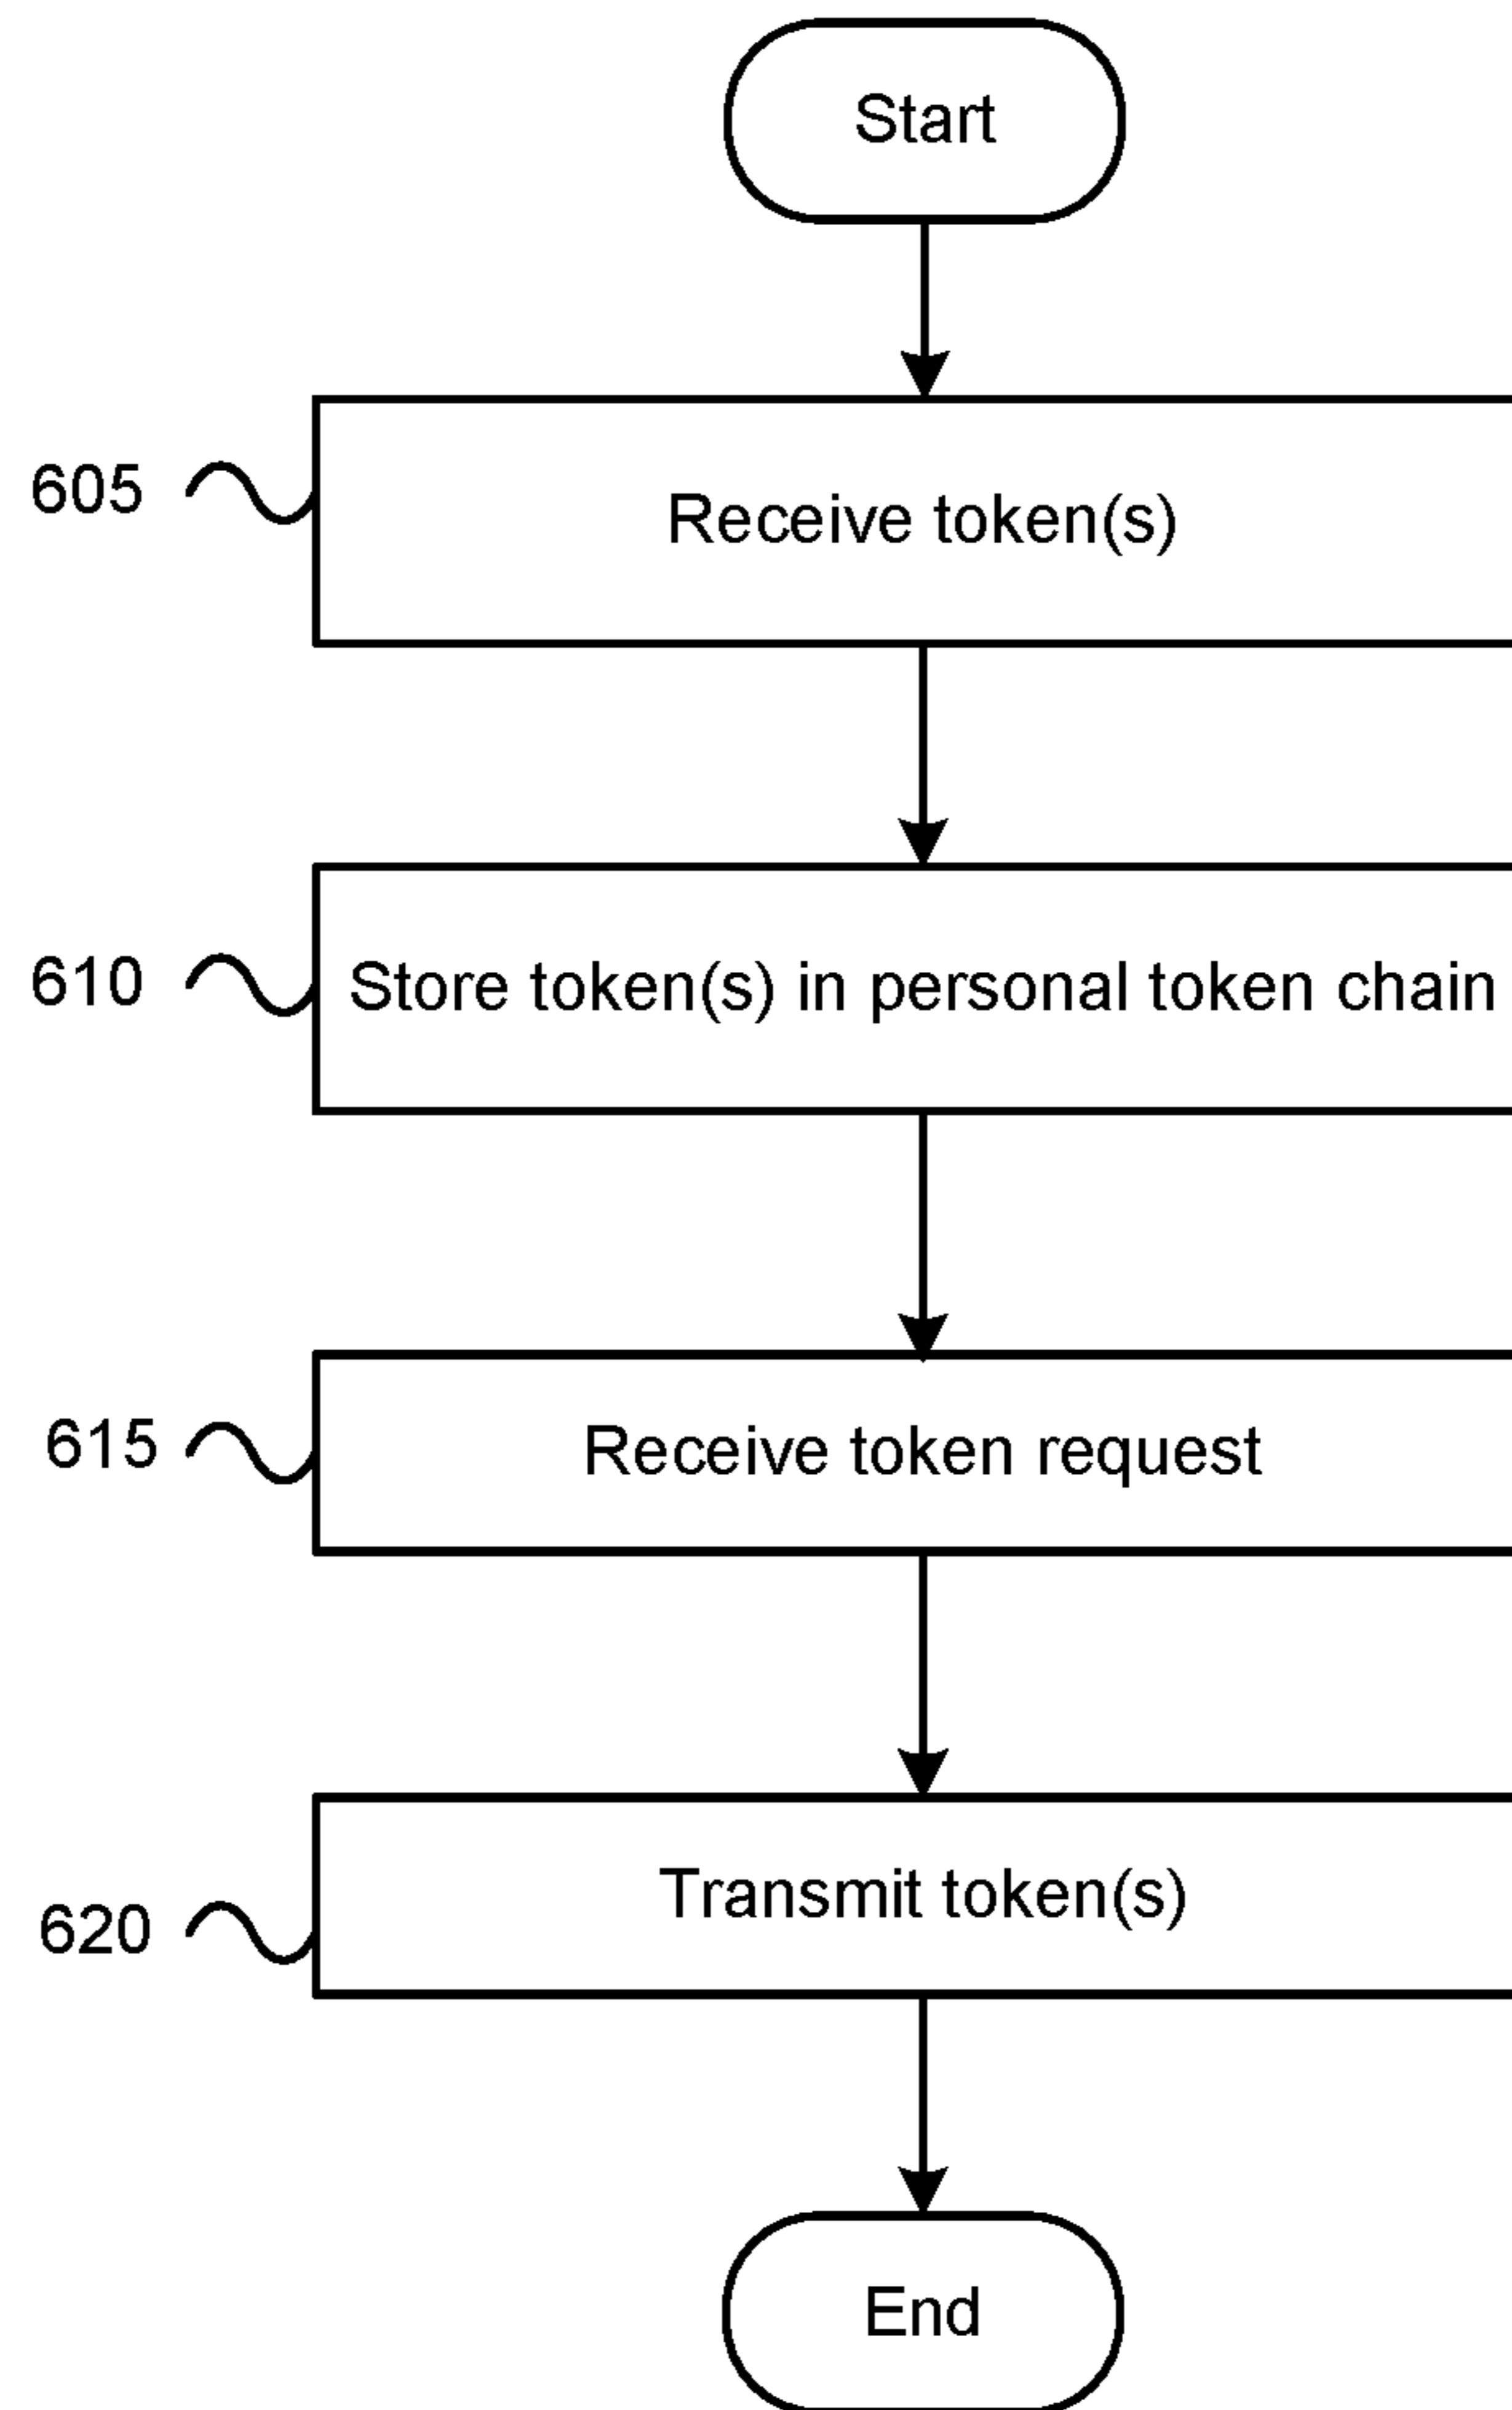 Start
605
Receive token(s)
610
Store token(s) in personal token chain
615
Receive token request
620
Transmit token(s)
End